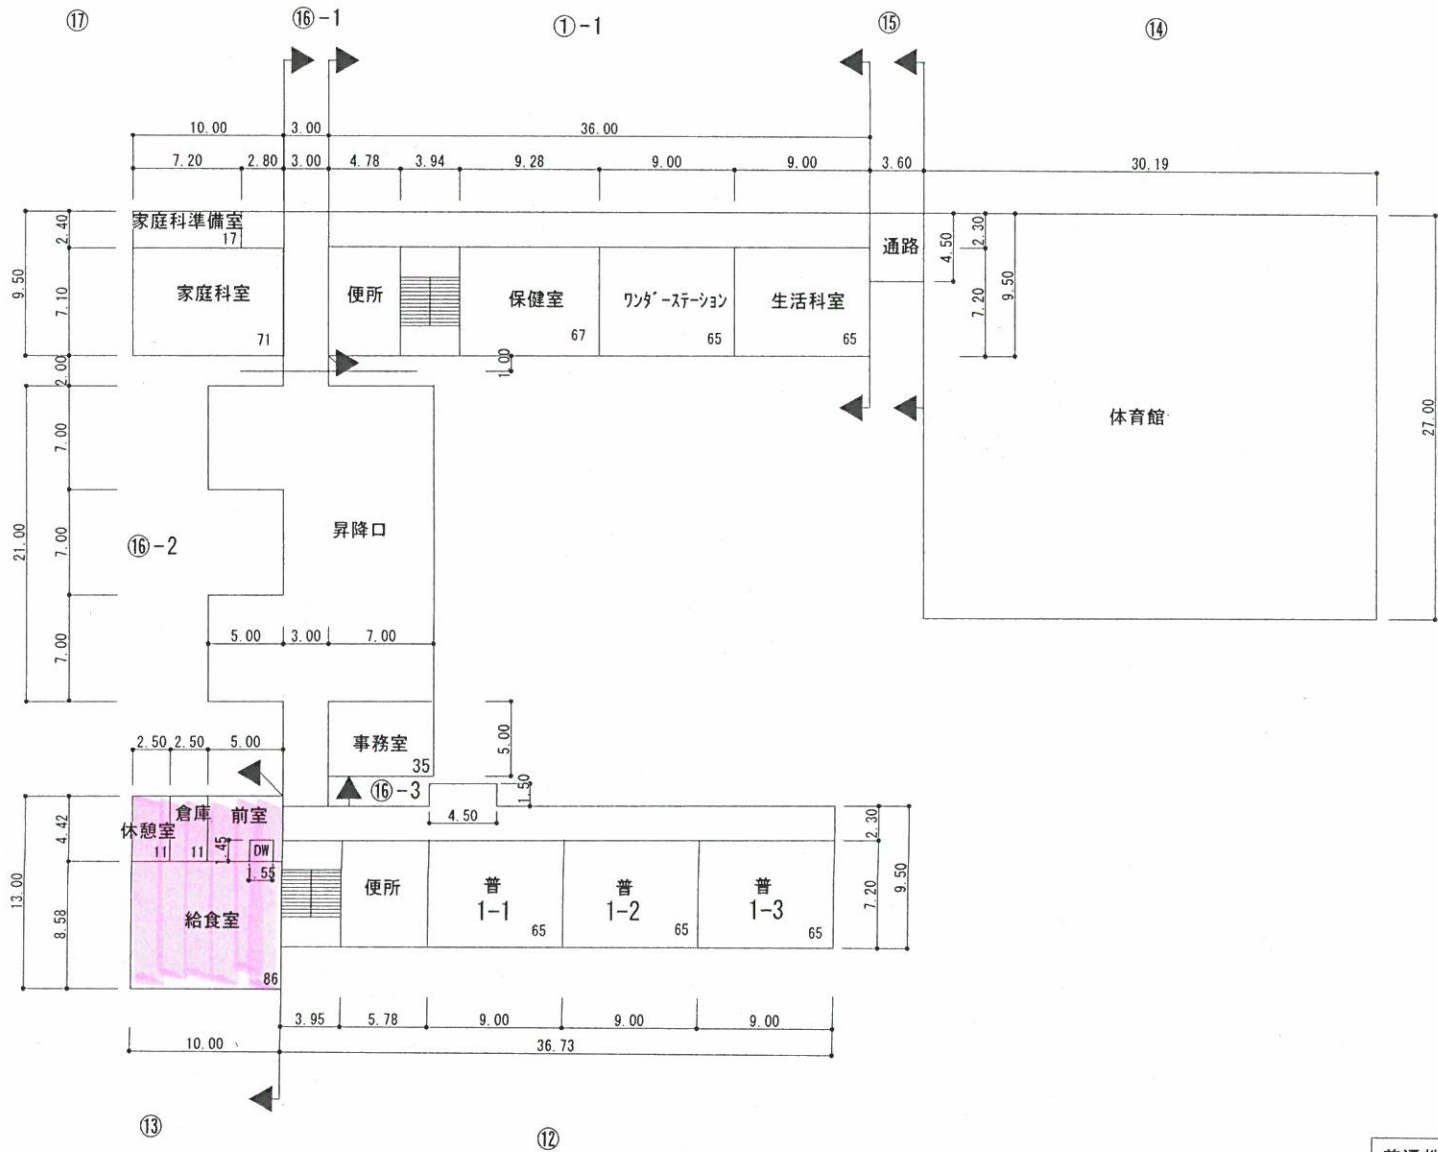 ⑰ ⑯-1 ①-1 ⑮ ⑭
10.00 3.00 36.00
7.20 2.80 3.00 4.78 3.94 9.28 9.00 9.00 3.60 30.19
家庭科準備室
17
2.40
9.50
7.10
2.00
家庭科室
71
便所
保健室
67
ワンダーステーション
65
生活科室
65
通路
4.50
2.30
7.20
9.50
1.00
体育館
27.00
21.00
7.00
7.00
7.00
⑯-2
昇降口
5.00 3.00 7.00
2.50 2.50 5.00
事務室
35
5.00
⑯-3
1.50
4.50
休憩室
11
倉庫
11
前室
1.45
DW
1.55
4.42
13.00
8.58
給食室
86
便所
普
1-1
65
普
1-2
65
普
1-3
65
2.30
7.20
9.50
3.95 5.78 9.00 9.00 9.00
10.00 36.73
⑬ ⑫